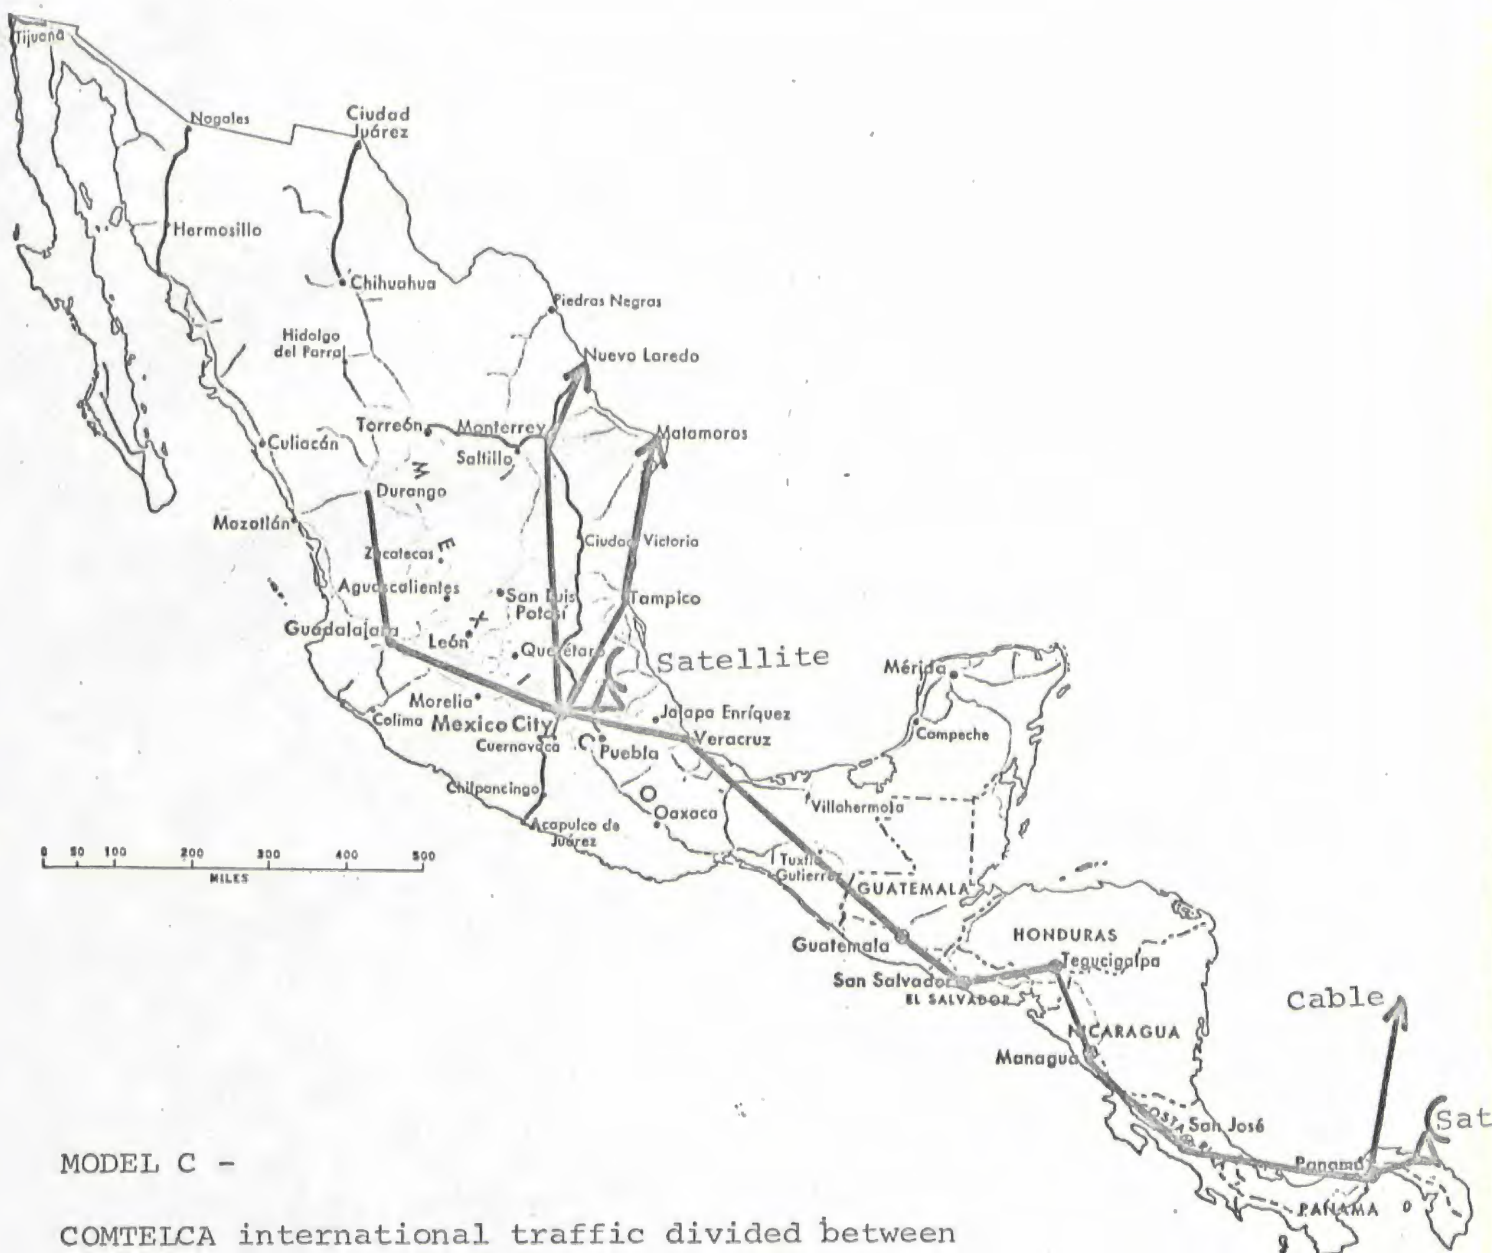 Tijuana
Nogales
Ciudad
Juárez
Hermosillo
Chihuahua
Piedras Negras
Hidalgo
del Parral
Nuevo Laredo
Torreón
Monterrey
Matamoros
Culiacán
Saltillo
M
Durango
Mazatlán
E
Ciudad Victoria
Zacatecas
Aguascalientes
San Luis
Potosí
Tampico
X
Guadalajara
León
Querétaro
Satellite
I
Mérida
Morelia
Colima
Mexico City
Jalapa Enríquez
Veracruz
Campeche
Cuernavaca
C
Puebla
Chilpancingo
O
Oaxaca
Villahermosa
Acapulco de
Juárez
0 50 100 200 300 400 500
MILES
Tuxtla
Gutierrez
GUATEMALA
Guatemala
HONDURAS
Tegucigalpa
San Salvador
EL SALVADOR
Cable
NICARAGUA
Managua
COSTA
San José
Sat
Panamá
PANAMA
MODEL C -
COMTELCA international traffic divided between